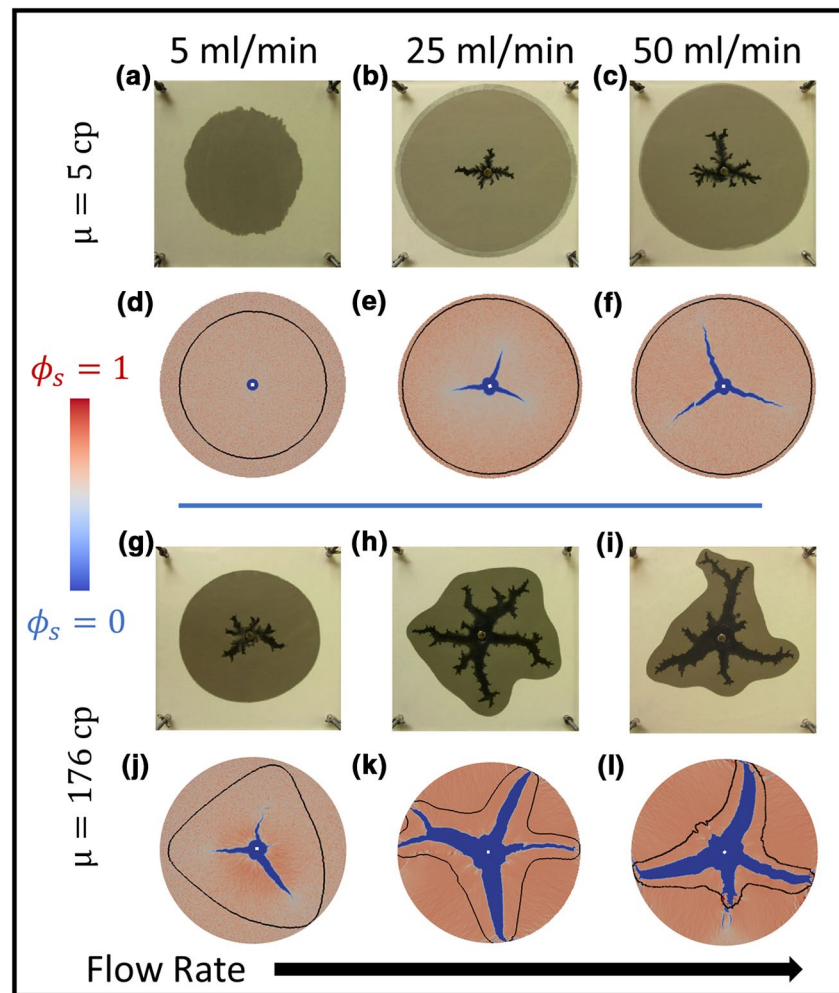 5 ml/min 25 ml/min 50 ml/min
(a) (b) (c)
μ = 5 cp
(d) (e) (f)
ϕₛ = 1
ϕₛ = 0
(g) (h) (i)
μ = 176 cp
(j) (k) (l)
Flow Rate